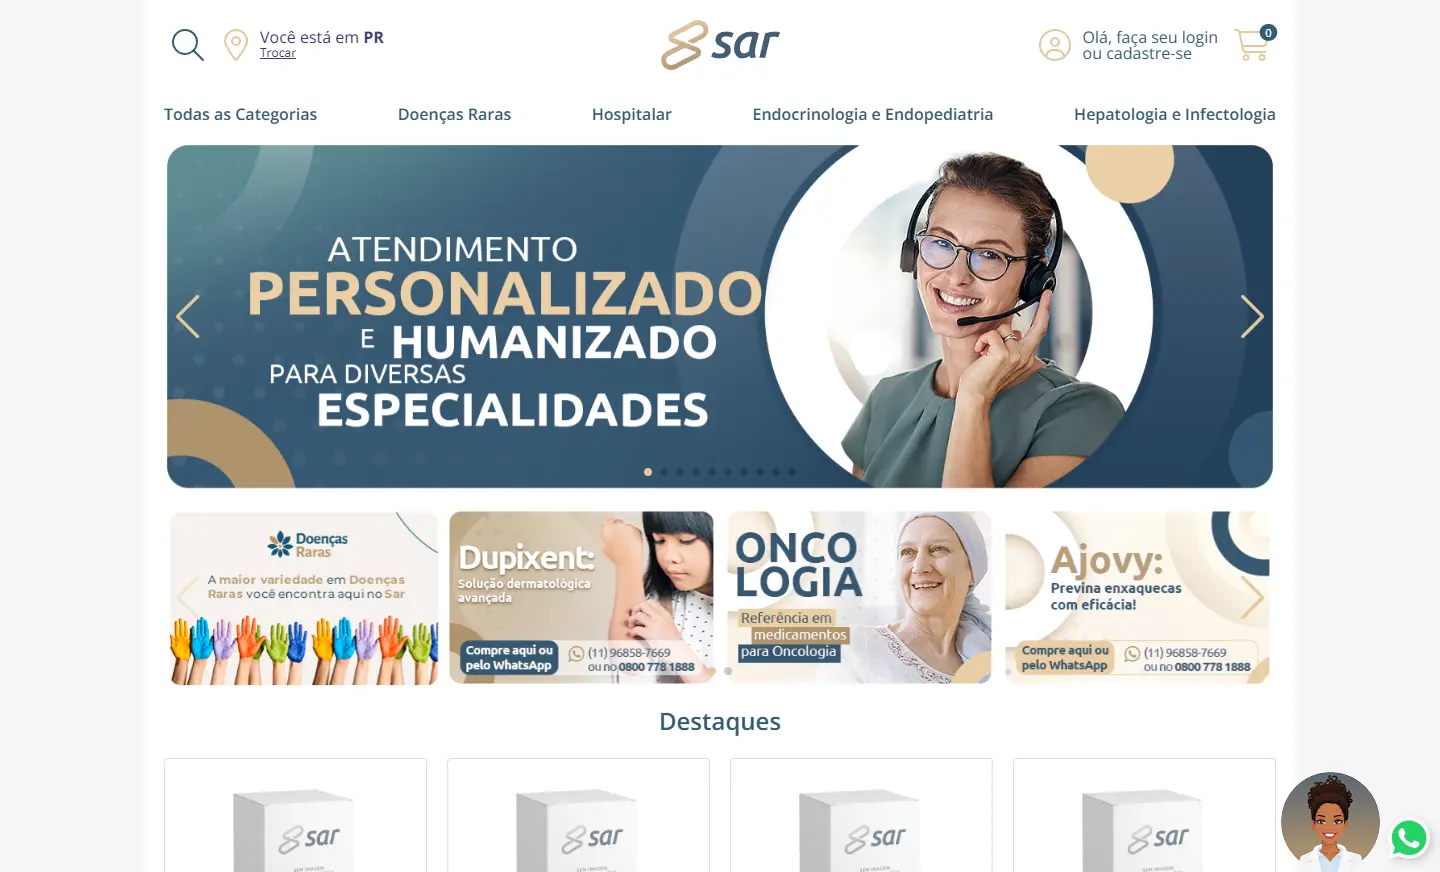 Você está em PR
Trocar
sar
Olá, faça seu login
ou cadastre-se
0
Todas as Categorias
Doenças Raras
Hospitalar
Endocrinologia e Endopediatria
Hepatologia e Infectologia
ATENDIMENTO
PERSONALIZADO
E HUMANIZADO
PARA DIVERSAS
ESPECIALIDADES
Doenças
Raras
A maior variedade em Doenças
Raras você encontra aqui no Sar
Dupixent:
Solução dermatológica
avançada
Compre aqui ou
pelo WhatsApp
(11) 96858-7669
ou no 0800 778 1888
ONCO
LOGIA
Referência em
medicamentos
para Oncologia
Ajovy:
Previna enxaquecas
com eficácia!
Compre aqui ou
pelo WhatsApp
(11) 96858-7669
ou no 0800 778 1888
Destaques
sar
sar
sar
sar